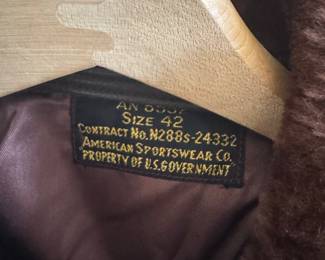 SIZE 42
CONTRACT NO. N288S-24332
AMERICAN SPORTSWEAR CO.
PROPERTY OF U.S. GOVERNMENT